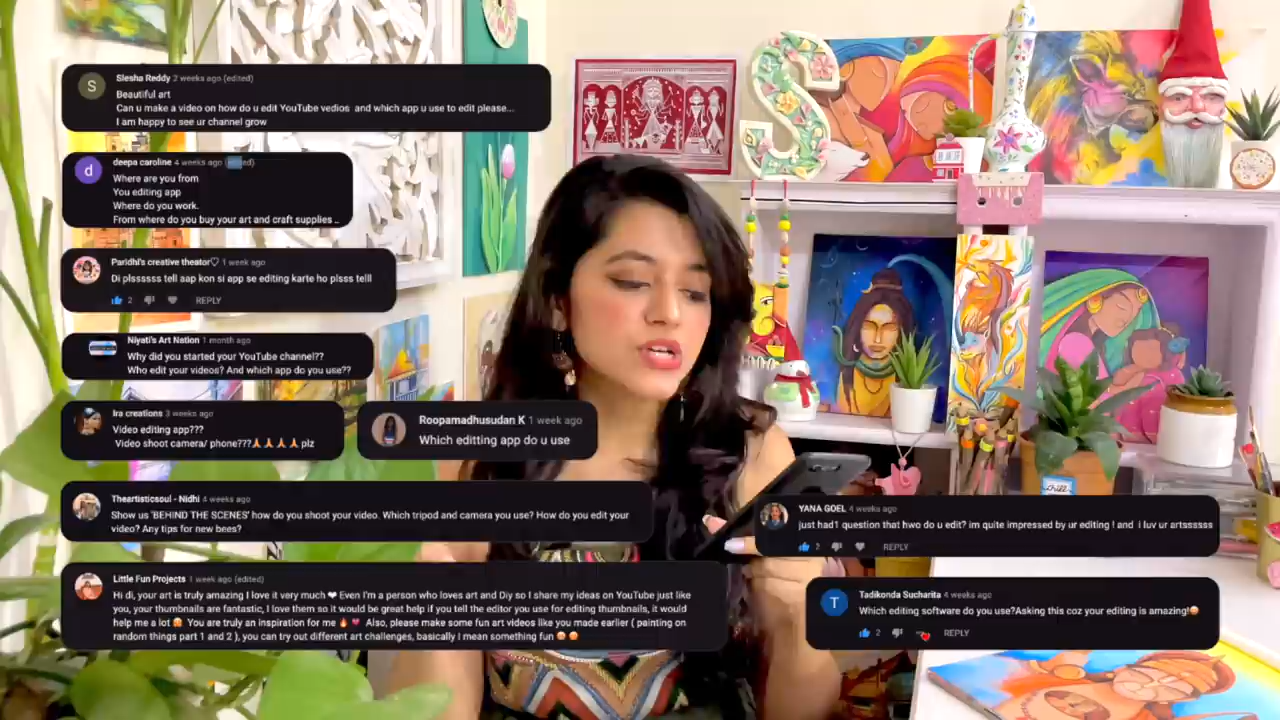 S
Slesha Reddy 2 weeks ago (edited)
Beautiful art
Can u make a video on how do u edit YouTube vedios and which app u use to edit please...
I am happy to see ur channel grow
d
deepa caroline 4 weeks ago
Where are you from
You editing app
Where do you work.
From where do you buy your art and craft supplies ..
Paridhi's creative theator♡ 1 week ago
Di plssssss tell aap kon si app se editing karte ho plsss telll
2 REPLY
Niyati's Art Nation 1 month ago
Why did you started your YouTube channel??
Who edit your videos? And which app do you use??
Ira creations 3 weeks ago
Video editing app???
Video shoot camera/ phone???🙏🙏🙏🙏 plz
Roopamadhusudan K 1 week ago
Which editting app do u use
Theartisticsoul - Nidhi 4 weeks ago
Show us 'BEHIND THE SCENES' how do you shoot your video. Which tripod and camera you use? How do you edit your
video? Any tips for new bees?
YANA GOEL 4 weeks ago
just had1 question that hwo do u edit? im quite impressed by ur editing ! and i luv ur artsssss
2 REPLY
Little Fun Projects 1 week ago (edited)
Hi di, your art is truly amazing I love it very much ❤ Even I'm a person who loves art and Diy so I share my ideas on YouTube just like
you, your thumbnails are fantastic, I love them so it would be great help if you tell the editor you use for editing thumbnails, it would
help me a lot 🤗 You are truly an inspiration for me 🔥 💗 Also, please make some fun art videos like you made earlier ( painting on
random things part 1 and 2 ), you can try out different art challenges, basically I mean something fun 🤗 🤗
T
Tadikonda Sucharita 4 weeks ago
Which editing software do you use?Asking this coz your editing is amazing!
2 REPLY
S
chill